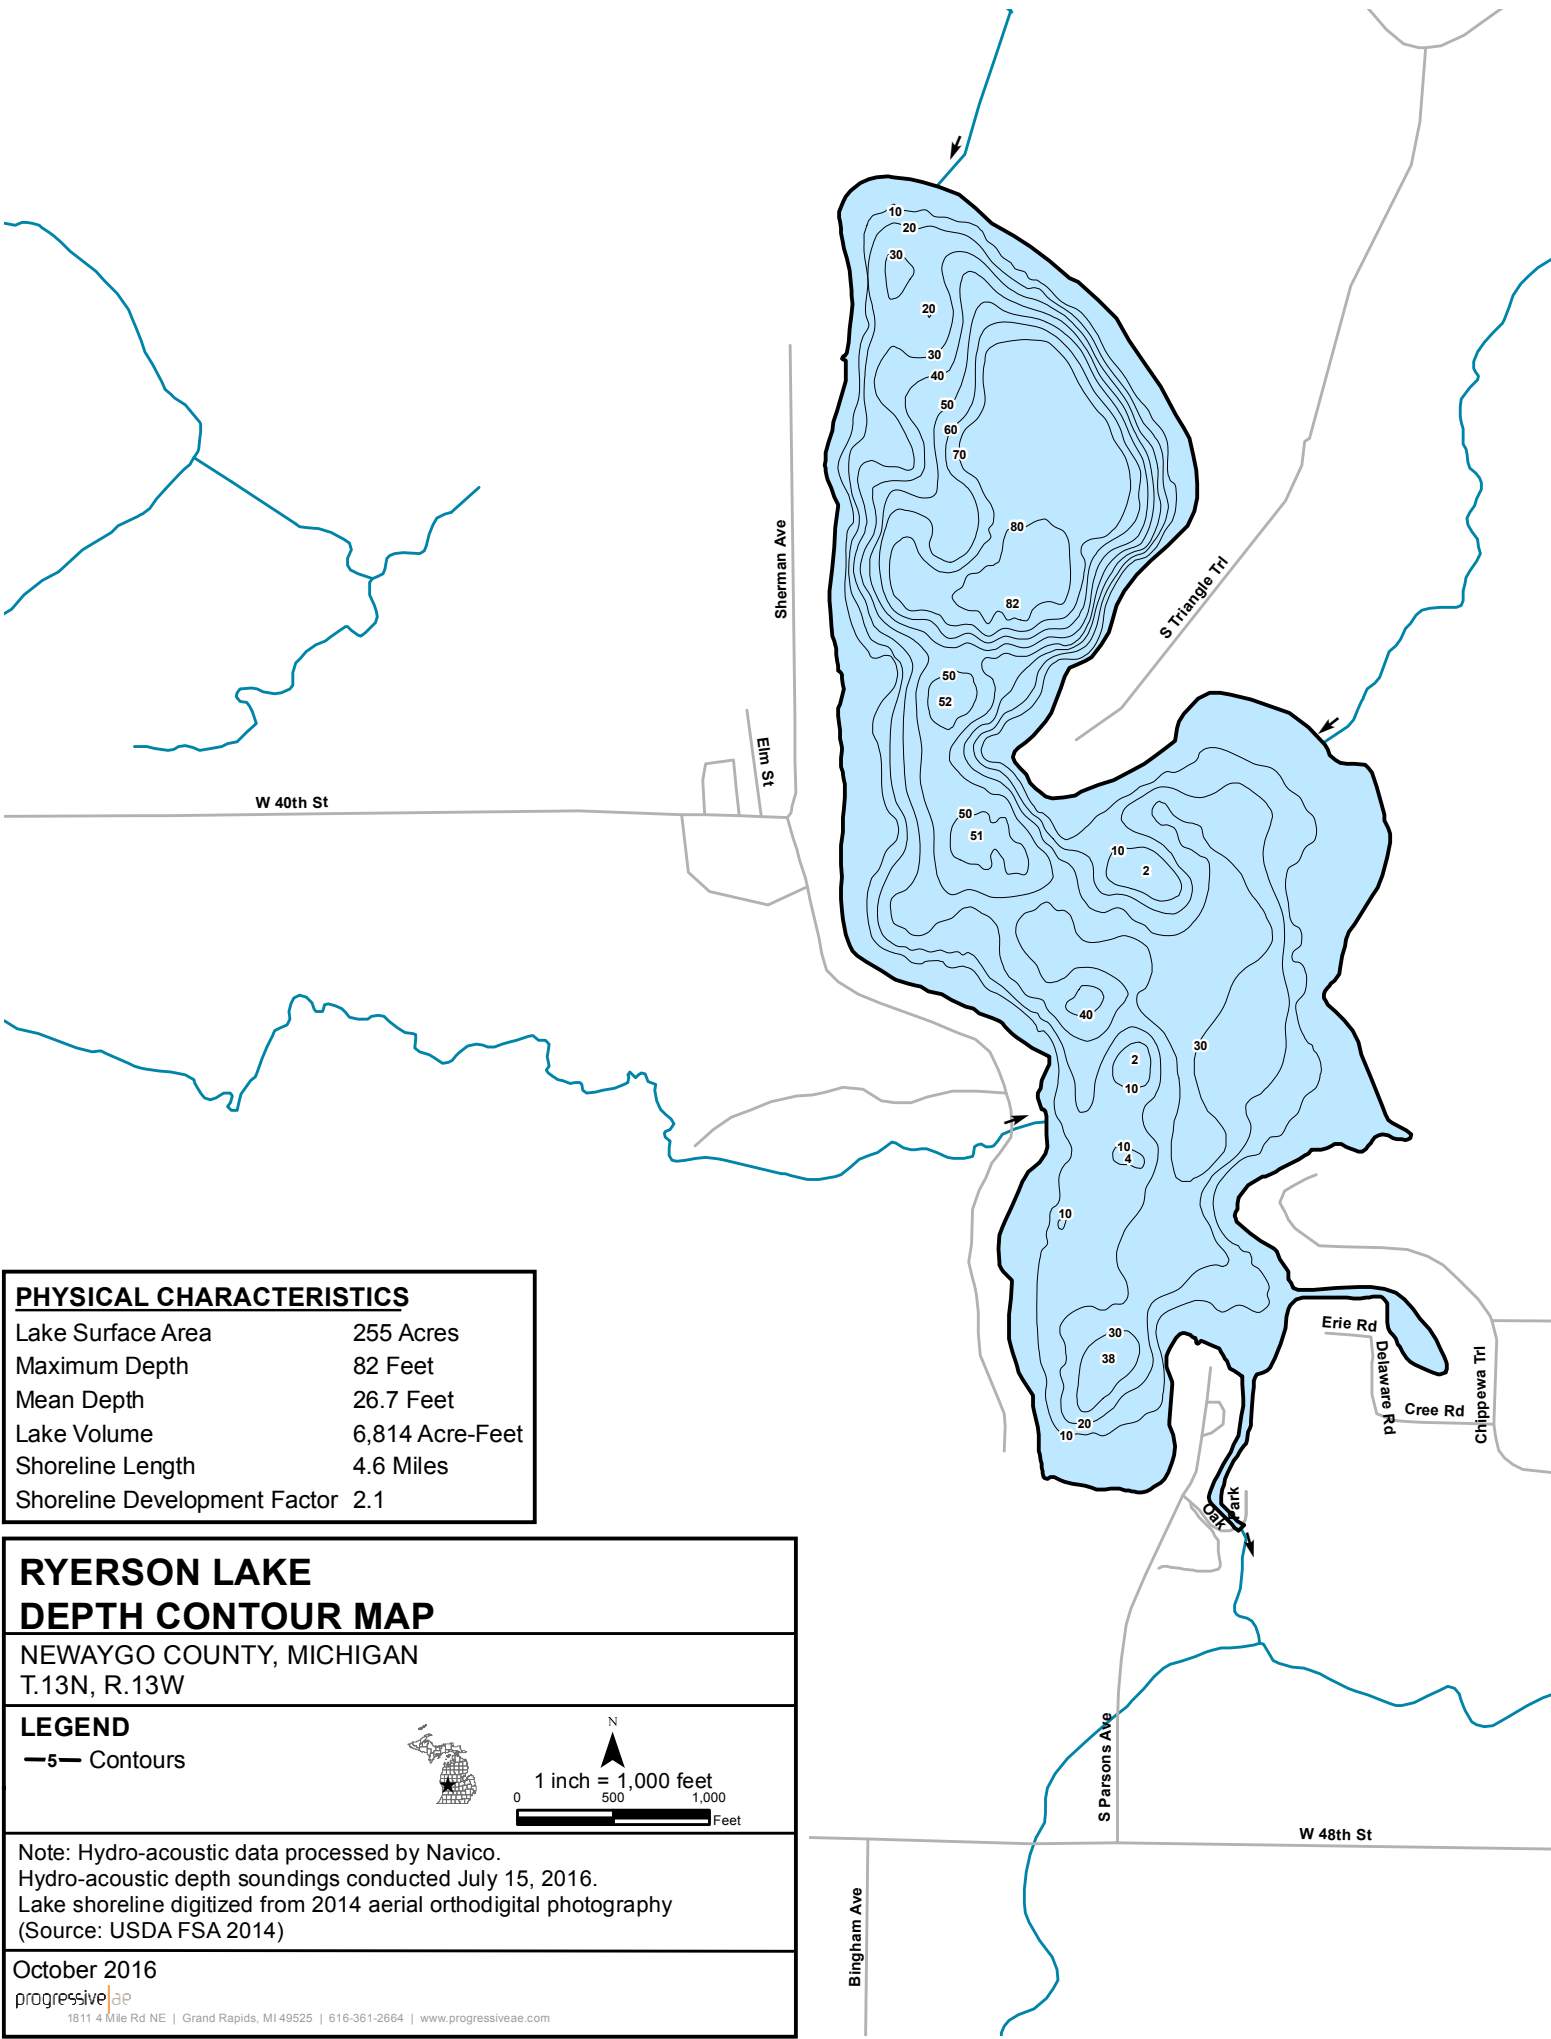 10
20
30
20
30
40
50
60
70
80
82
50
52
50
51
10
2
40
2
10
30
10
4
10
30
38
20
10
Sherman Ave
S Triangle Trl
Elm St
W 40th St
Erie Rd
Delaware Rd
Cree Rd
Chippewa Trl
Oak
Park
S Parsons Ave
W 48th St
Bingham Ave
PHYSICAL CHARACTERISTICS
Lake Surface Area 255 Acres
Maximum Depth 82 Feet
Mean Depth 26.7 Feet
Lake Volume 6,814 Acre-Feet
Shoreline Length 4.6 Miles
Shoreline Development Factor 2.1
RYERSON LAKE
DEPTH CONTOUR MAP
NEWAYGO COUNTY, MICHIGAN
T.13N, R.13W
LEGEND
5 Contours
N
1 inch = 1,000 feet
0 500 1,000
Feet
Note: Hydro-acoustic data processed by Navico.
Hydro-acoustic depth soundings conducted July 15, 2016.
Lake shoreline digitized from 2014 aerial orthodigital photography
(Source: USDA FSA 2014)
October 2016
progressive|ae
1811 4 Mile Rd NE | Grand Rapids, MI 49525 | 616-361-2664 | www.progressiveae.com